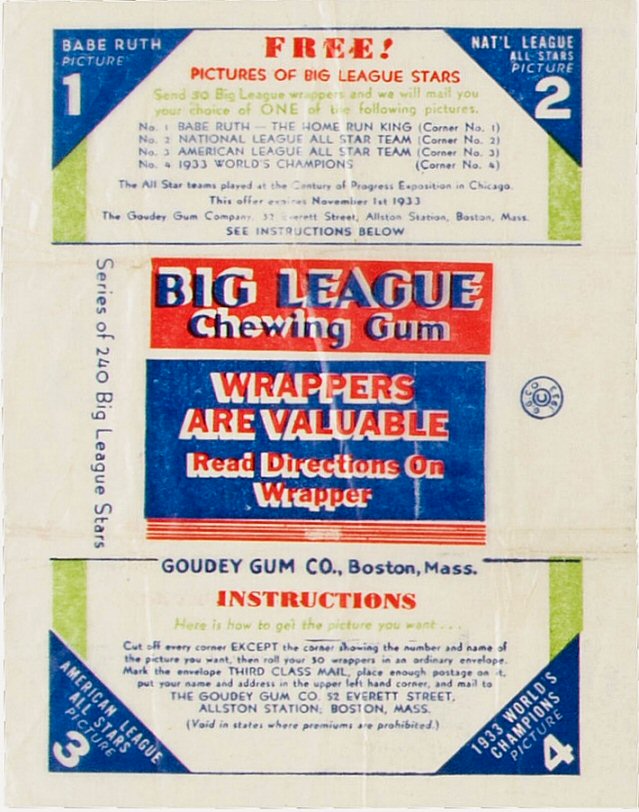 BABE RUTH
PICTURE
1
NAT'L LEAGUE
ALL STARS
PICTURE
2
FREE!
PICTURES OF BIG LEAGUE STARS
Send 50 Big League wrappers and we will mail you
your choice of ONE of the following pictures.
No. 1 BABE RUTH — THE HOME RUN KING (Corner No. 1)
No. 2 NATIONAL LEAGUE ALL STAR TEAM (Corner No. 2)
No. 3 AMERICAN LEAGUE ALL STAR TEAM (Corner No. 3)
No. 4 1933 WORLD'S CHAMPIONS (Corner No. 4)
The All Star teams played at the Century of Progress Exposition in Chicago.
This offer expires November 1st 1933
The Goudey Gum Company, 52 Everett Street, Allston Station, Boston, Mass.
SEE INSTRUCTIONS BELOW
Series of 240 Big League Stars
BIG LEAGUE
Chewing Gum
WRAPPERS
ARE VALUABLE
Read Directions On
Wrapper
G.G.CO.
C
1933
GOUDEY GUM CO., Boston, Mass.
INSTRUCTIONS
Here is how to get the picture you want . . .
Cut off every corner EXCEPT the corner showing the number and name of
the picture you want, then roll your 50 wrappers in an ordinary envelope.
Mark the envelope THIRD CLASS MAIL, place enough postage on it,
put your name and address in the upper left hand corner, and mail to
THE GOUDEY GUM CO. 52 EVERETT STREET,
ALLSTON STATION; BOSTON, MASS.
(Void in states where premiums are prohibited.)
AMERICAN LEAGUE
ALL STARS
PICTURE
3
1933 WORLD'S
CHAMPIONS
PICTURE
4